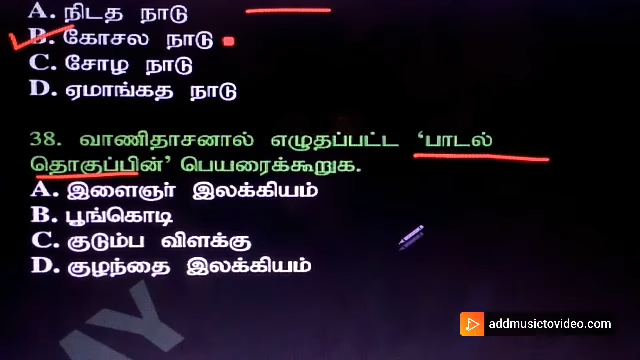 A. நிடத நாடு
B. கோசல நாடு
C. சோழ நாடு
D. ஏமாங்கத நாடு
38. வாணிதாசனால் எழுதப்பட்ட ‘பாடல்
தொகுப்பின்’ பெயரைக்கூறுக.
A. இளைஞர் இலக்கியம்
B. பூங்கொடி
C. குடும்ப விளக்கு
D. குழந்தை இலக்கியம்
addmusictovideo.com